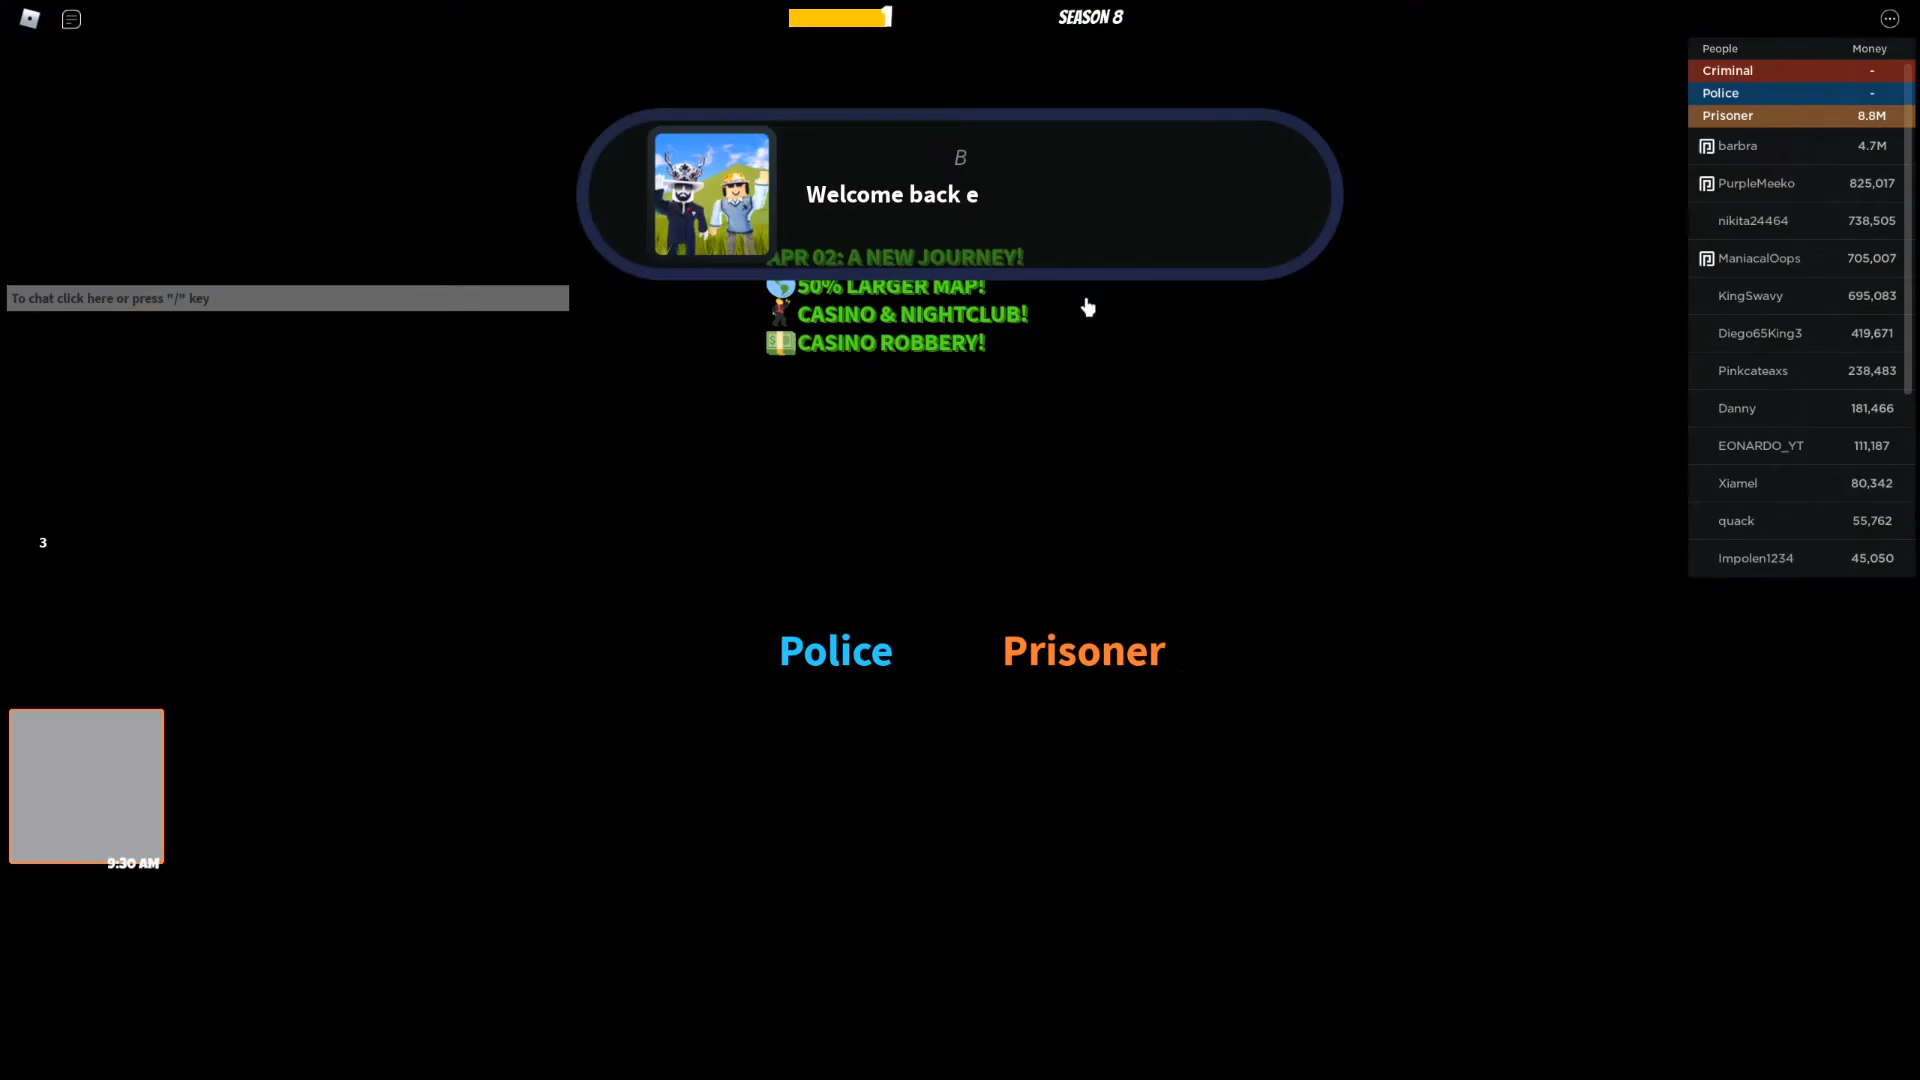 1
SEASON 8
People Money
Criminal -
Police -
Prisoner 8.8M
barbra 4.7M
PurpleMeeko 825,017
nikita24464 738,505
ManiacalOops 705,007
KingSwavy 695,083
Diego65King3 419,671
Pinkcateaxs 238,483
Danny 181,466
EONARDO_YT 111,187
Xiamel 80,342
quack 55,762
Impolen1234 45,050
B
Welcome back e
APR 02: A NEW JOURNEY!
50% LARGER MAP!
CASINO & NIGHTCLUB!
CASINO ROBBERY!
To chat click here or press "/" key
3
Police Prisoner
9:30 AM